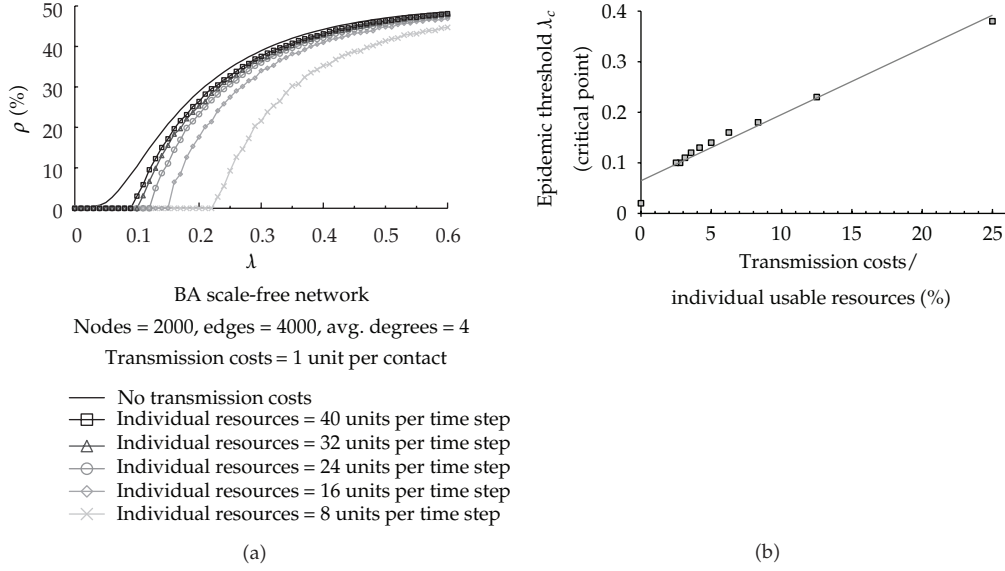 50
40
30
20
10
0
ρ (%)
0 0.1 0.2 0.3 0.4 0.5 0.6
λ
BA scale-free network
Nodes = 2000, edges = 4000, avg. degrees = 4
Transmission costs = 1 unit per contact
No transmission costs
Individual resources = 40 units per time step
Individual resources = 32 units per time step
Individual resources = 24 units per time step
Individual resources = 16 units per time step
Individual resources = 8 units per time step
(a)
Epidemic threshold λc
(critical point)
0.4
0.3
0.2
0.1
0
0 5 10 15 20 25
Transmission costs/
individual usable resources (%)
(b)